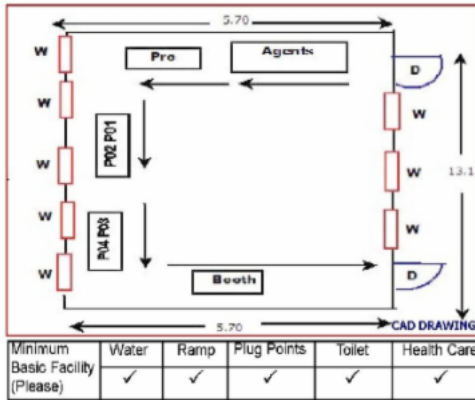 5.70
W
Pro
Agents
D
W
W
W
P02 P01
W
13.1
W
W
P04 P03
W
W
D
Booth
5.70
CAD DRAWING
Minimum Basic Facility (Please)
Water
Ramp
Plug Points
Toilet
Health Care
✓ ✓ ✓ ✓ ✓